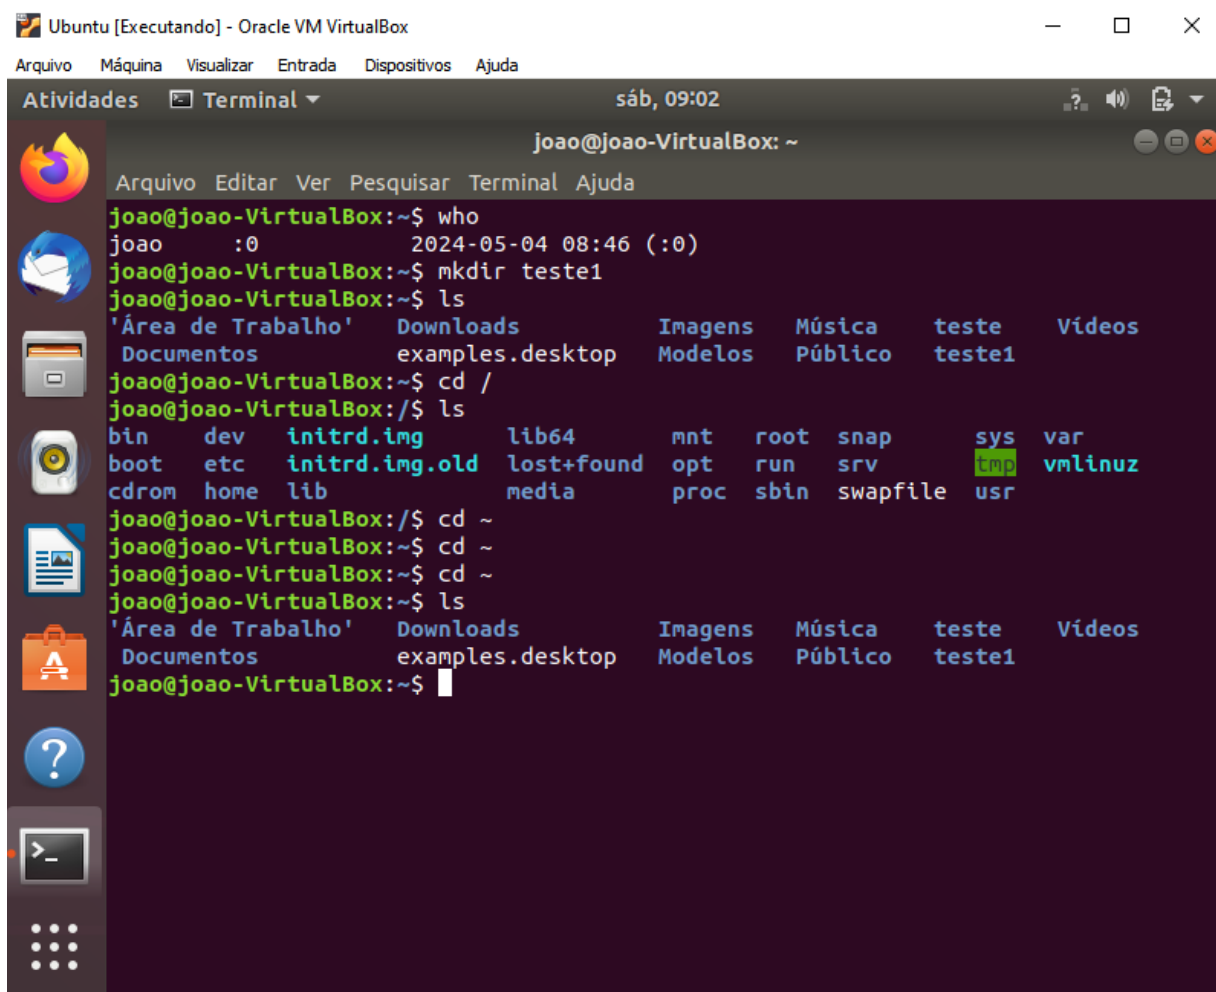 Ubuntu [Executando] - Oracle VM VirtualBox
Arquivo Máquina Visualizar Entrada Dispositivos Ajuda
Atividades Terminal sáb, 09:02 ?
joao@joao-VirtualBox: ~
Arquivo Editar Ver Pesquisar Terminal Ajuda
joao@joao-VirtualBox:~$ who
joao :0 2024-05-04 08:46 (:0)
joao@joao-VirtualBox:~$ mkdir teste1
joao@joao-VirtualBox:~$ ls
'Área de Trabalho' Downloads Imagens Música teste Vídeos
Documentos examples.desktop Modelos Público teste1
joao@joao-VirtualBox:~$ cd /
joao@joao-VirtualBox:/$ ls
bin dev initrd.img lib64 mnt root snap sys var
boot etc initrd.img.old lost+found opt run srv tmp vmlinuz
cdrom home lib media proc sbin swapfile usr
joao@joao-VirtualBox:/$ cd ~
joao@joao-VirtualBox:~$ cd ~
joao@joao-VirtualBox:~$ cd ~
joao@joao-VirtualBox:~$ ls
'Área de Trabalho' Downloads Imagens Música teste Vídeos
Documentos examples.desktop Modelos Público teste1
joao@joao-VirtualBox:~$